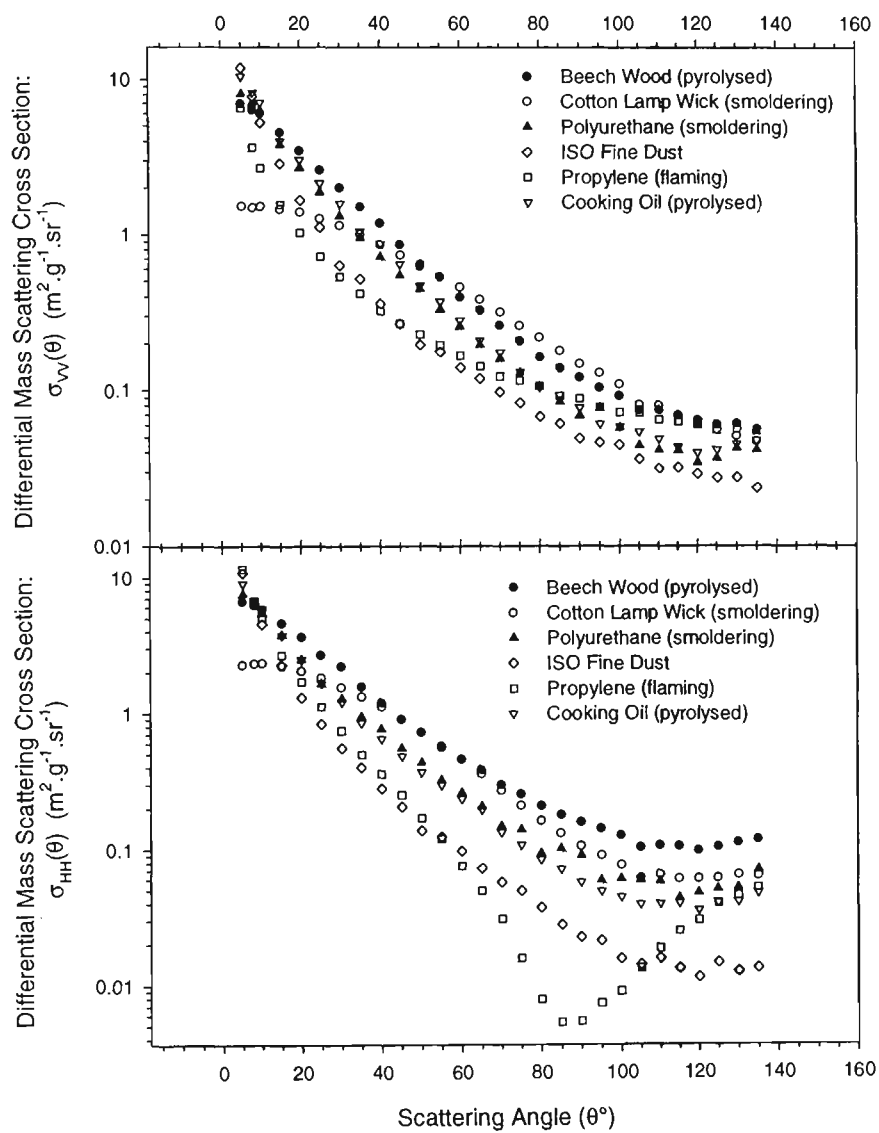 0 20 40 60 80 100 120 140 160
Differential Mass Scattering Cross Section:
σVV(θ) (m².g⁻¹.sr⁻¹)
10
1
0.1
0.01
Beech Wood (pyrolysed)
Cotton Lamp Wick (smoldering)
Polyurethane (smoldering)
ISO Fine Dust
Propylene (flaming)
Cooking Oil (pyrolysed)
Differential Mass Scattering Cross Section:
σHH(θ) (m².g⁻¹.sr⁻¹)
10
1
0.1
0.01
Beech Wood (pyrolysed)
Cotton Lamp Wick (smoldering)
Polyurethane (smoldering)
ISO Fine Dust
Propylene (flaming)
Cooking Oil (pyrolysed)
0 20 40 60 80 100 120 140 160
Scattering Angle (θ°)